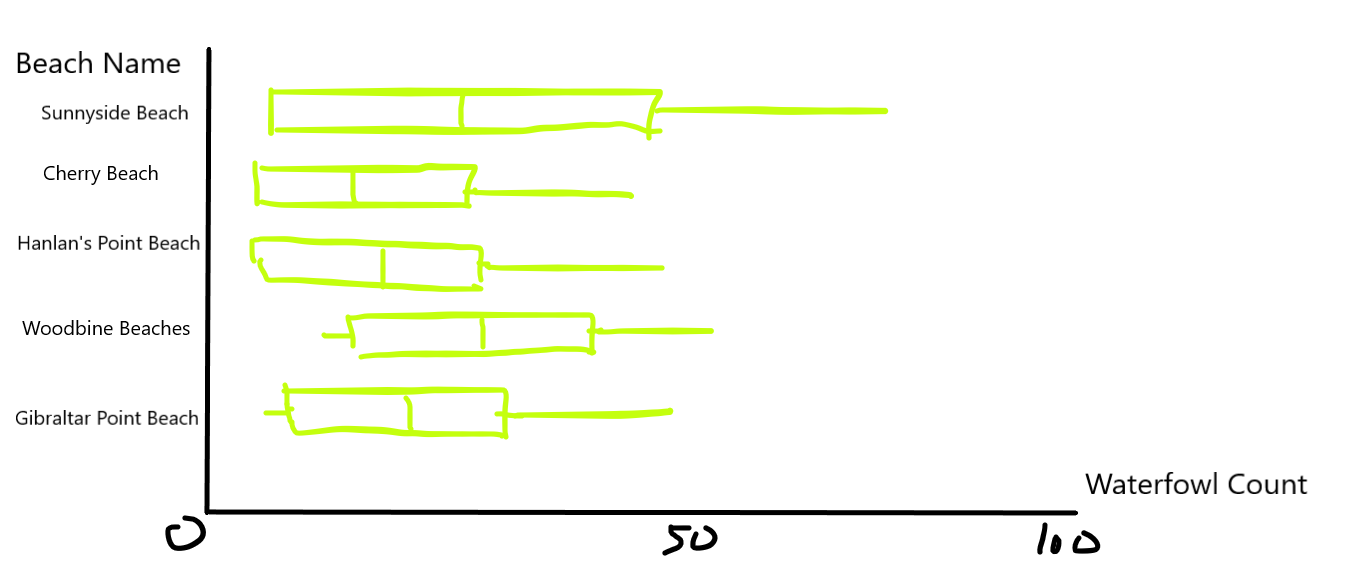 Beach Name
Sunnyside Beach
Cherry Beach
Hanlan's Point Beach
Woodbine Beaches
Gibraltar Point Beach
Waterfowl Count
0 50 100